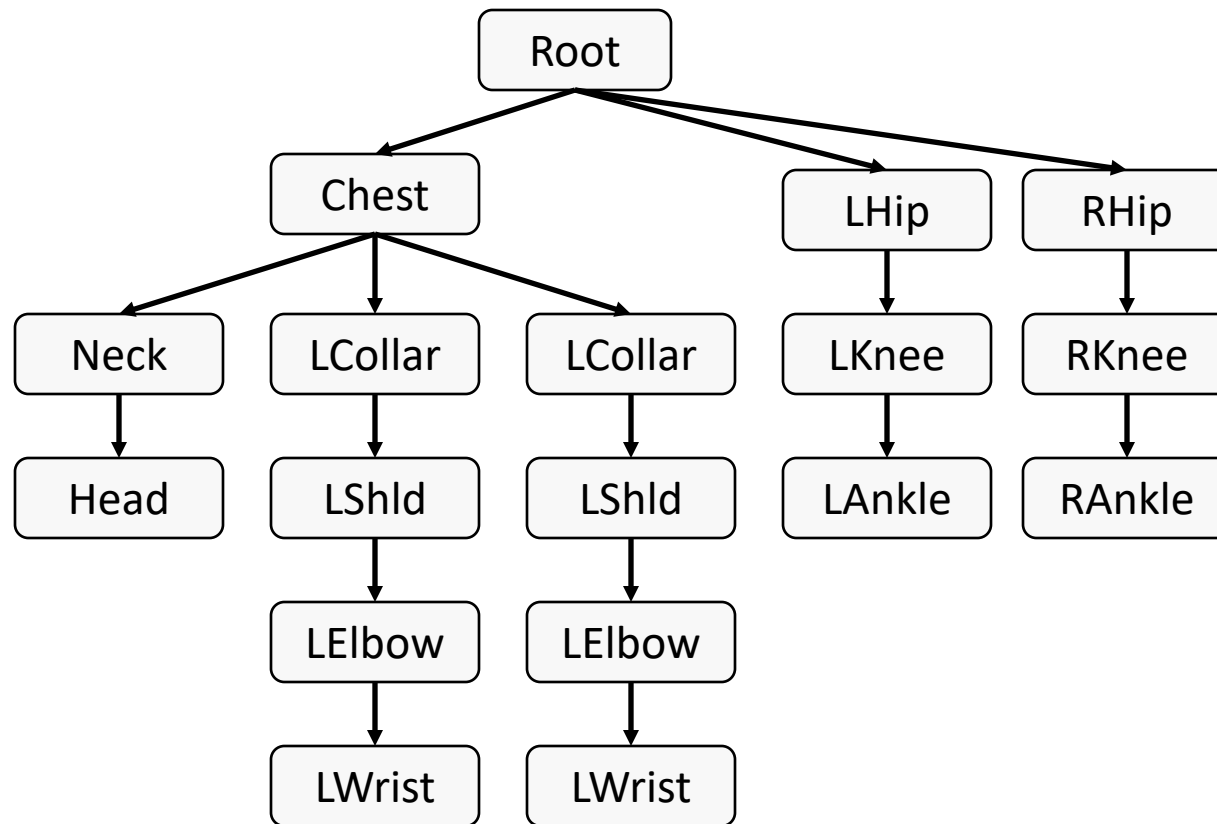 Root
Chest
LHip
RHip
Neck
LCollar
LCollar
LKnee
RKnee
Head
LShld
LShld
LAnkle
RAnkle
LElbow
LElbow
LWrist
LWrist